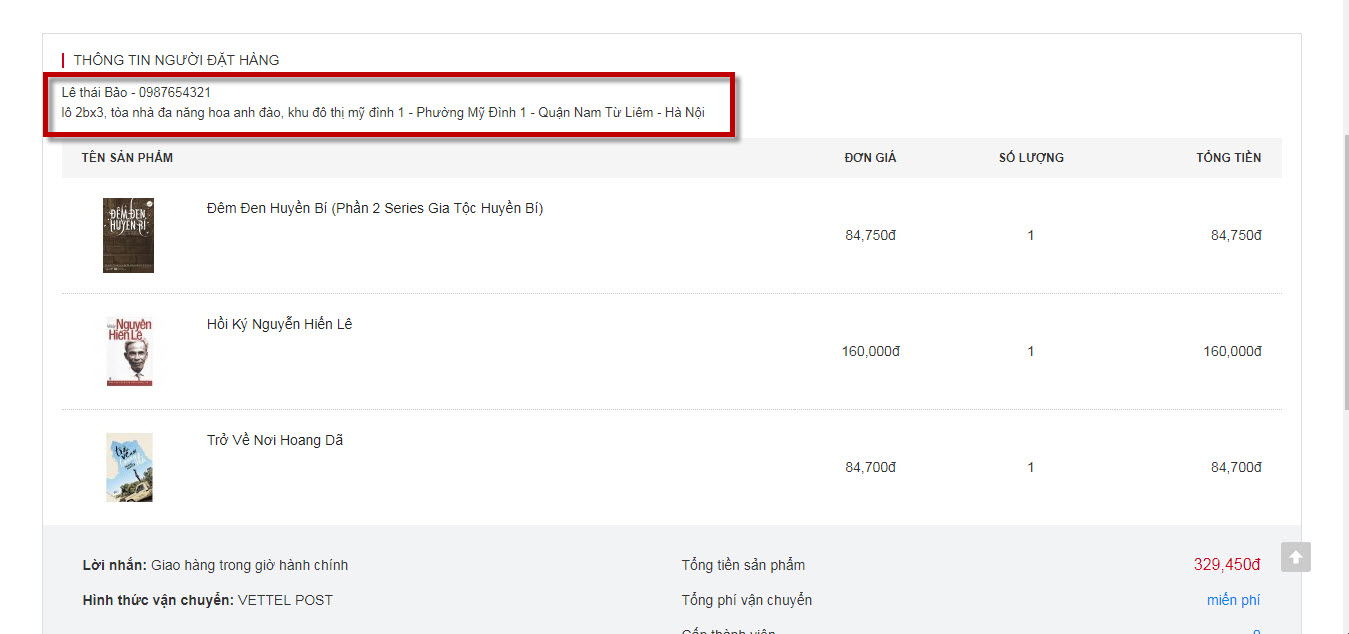 THÔNG TIN NGƯỜI ĐẶT HÀNG
Lê thái Bảo - 0987654321
lô 2bx3, tòa nhà đa năng hoa anh đào, khu đô thị mỹ đình 1 - Phường Mỹ Đình 1 - Quận Nam Từ Liêm - Hà Nội
TÊN SẢN PHẨM ĐƠN GIÁ SỐ LƯỢNG TỔNG TIỀN
ĐÊM ĐEN
HUYỀN BÍ
Đêm Đen Huyền Bí (Phần 2 Series Gia Tộc Huyền Bí)
84,750đ 1 84,750đ
Nguyễn
Hiến Lê
Hồi Ký Nguyễn Hiến Lê
160,000đ 1 160,000đ
Trở Về Nơi Hoang Dã
84,700đ 1 84,700đ
Lời nhắn: Giao hàng trong giờ hành chính Tổng tiền sản phẩm 329,450đ
Hình thức vận chuyển: VETTEL POST Tổng phí vận chuyển miễn phí